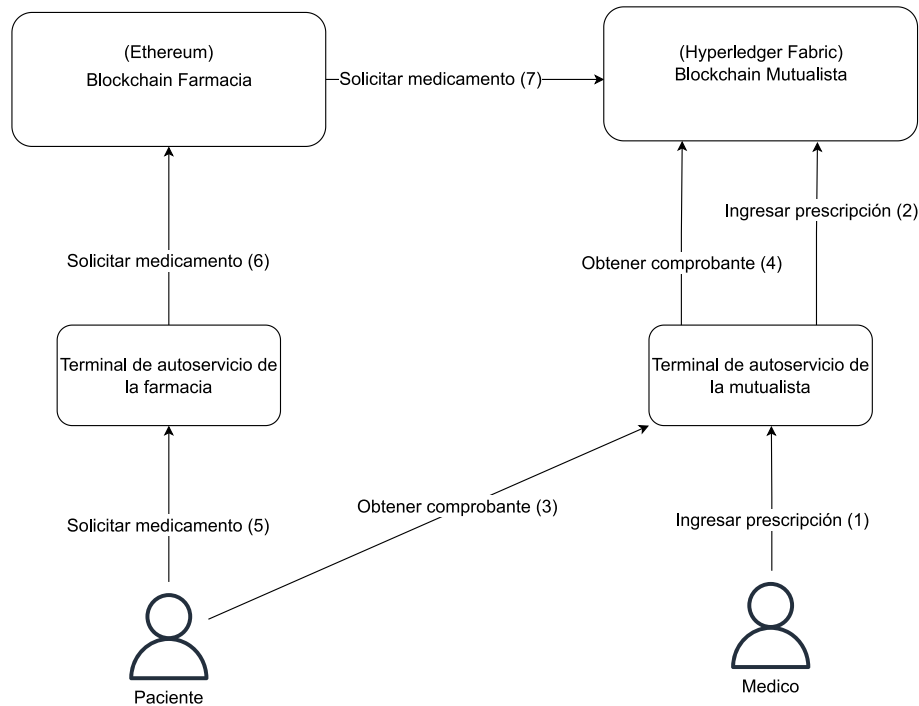 (Ethereum)
Blockchain Farmacia
Solicitar medicamento (7)
(Hyperledger Fabric)
Blockchain Mutualista
Ingresar prescripción (2)
Solicitar medicamento (6)
Obtener comprobante (4)
Terminal de autoservicio de
la farmacia
Terminal de autoservicio de
la mutualista
Obtener comprobante (3)
Solicitar medicamento (5)
Ingresar prescripción (1)
Paciente
Medico